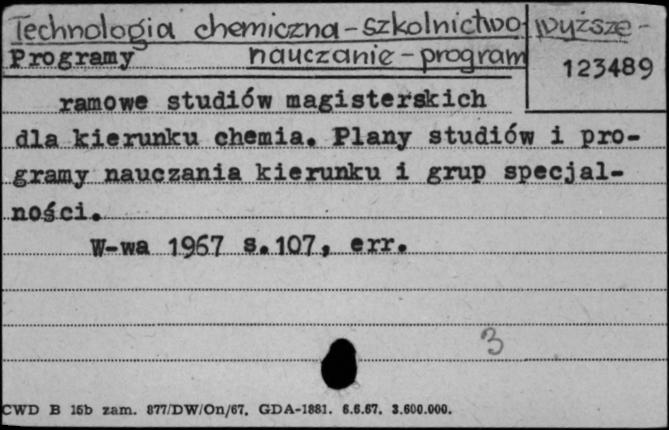 Technologia chemiczna - szkolnictwo wyższe -
Programy nauczanie - program
123489
ramowe studiów magisterskich
dla kierunku chemia. Plany studiów i pro-
gramy nauczania kierunku i grup specjal-
ności.
W-wa 1967 s.107, err.
3
CWD B 15b zam. 877/DW/On/67. GDA-1881. 6.6.67. 3.600.000.